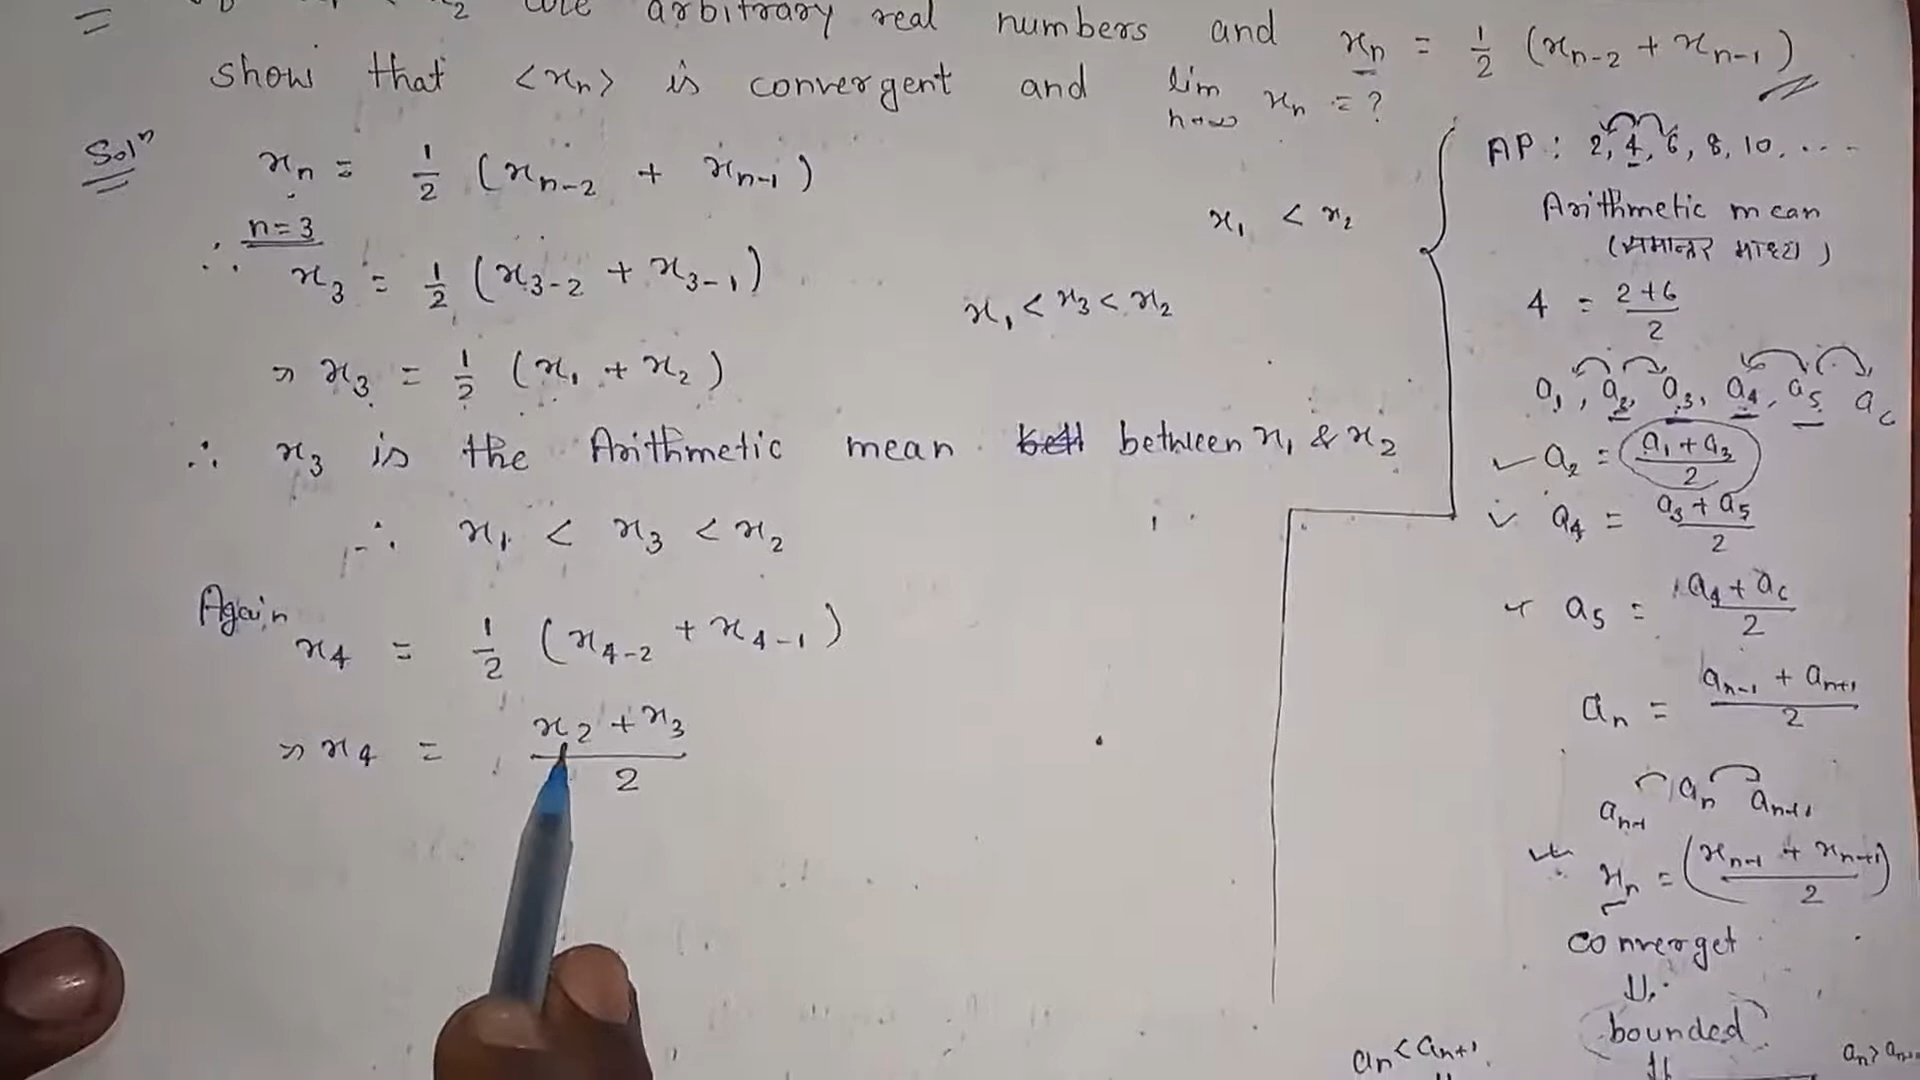 x₂ are arbitrary real numbers and xₙ = 1/2 (xₙ₋₂ + xₙ₋₁)
show that <xₙ> is convergent and lim n→∞ xₙ = ?
Solⁿ xₙ = 1/2 (xₙ₋₂ + xₙ₋₁)
∴ n=3
x₃ = 1/2 (x₃₋₂ + x₃₋₁)
⇒ x₃ = 1/2 (x₁ + x₂)
∴ x₃ is the Arithmetic mean between x₁ & x₂
∴ x₁ < x₃ < x₂
Again
x₄ = 1/2 (x₄₋₂ + x₄₋₁)
⇒ x₄ = (x₂ + x₃)/2
x₁ < x₂
x₁ < x₃ < x₂
AP : 2, 4, 6, 8, 10, ....
Arithmetic mean
(समान्तर माध्य)
4 = (2+6)/2
a₁, a₂, a₃, a₄, a₅ a₆
a₂ = (a₁ + a₃)/2
a₄ = (a₃ + a₅)/2
a₅ = (a₄ + a₆)/2
aₙ = (aₙ₋₁ + aₙ₊₁)/2
aₙ₋₁ aₙ aₙ₊₁
xₙ = ((xₙ₋₁ + xₙ₊₁)/2)
converget
⇓
bounded
aₙ < aₙ₊₁